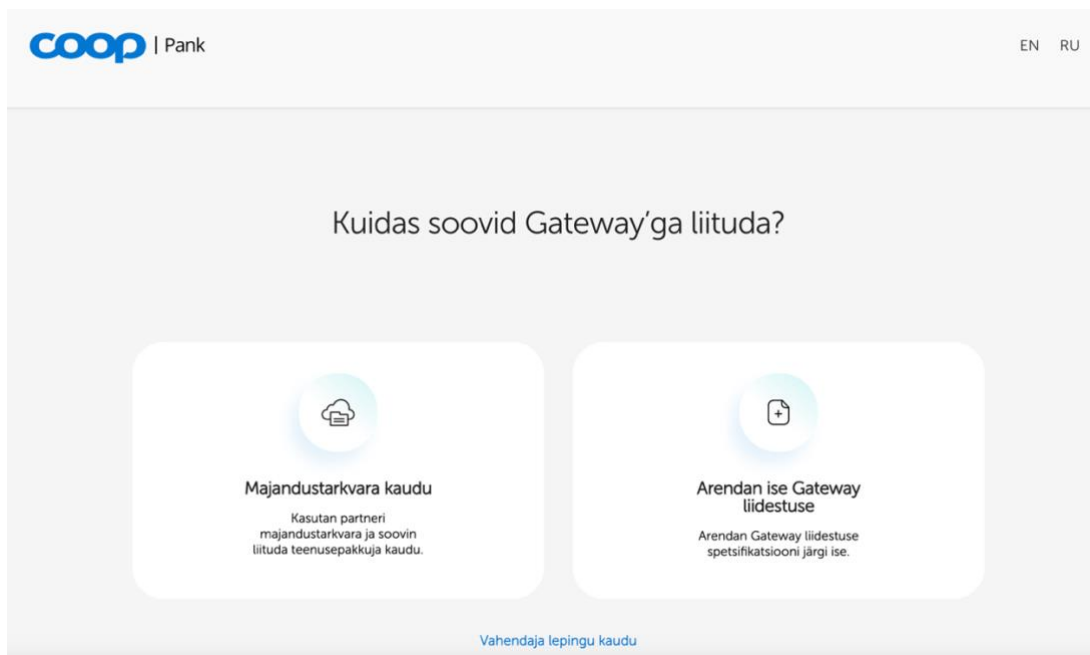 coop | Pank
EN RU
Kuidas soovid Gateway’ga liituda?
Majandustarkvara kaudu
Kasutan partneri
majandustarkvara ja soovin
liituda teenusepakkuja kaudu.
Arendan ise Gateway
liidestuse
Arendan Gateway liidestuse
spetsifikatsiooni järgi ise.
Vahendaja lepingu kaudu